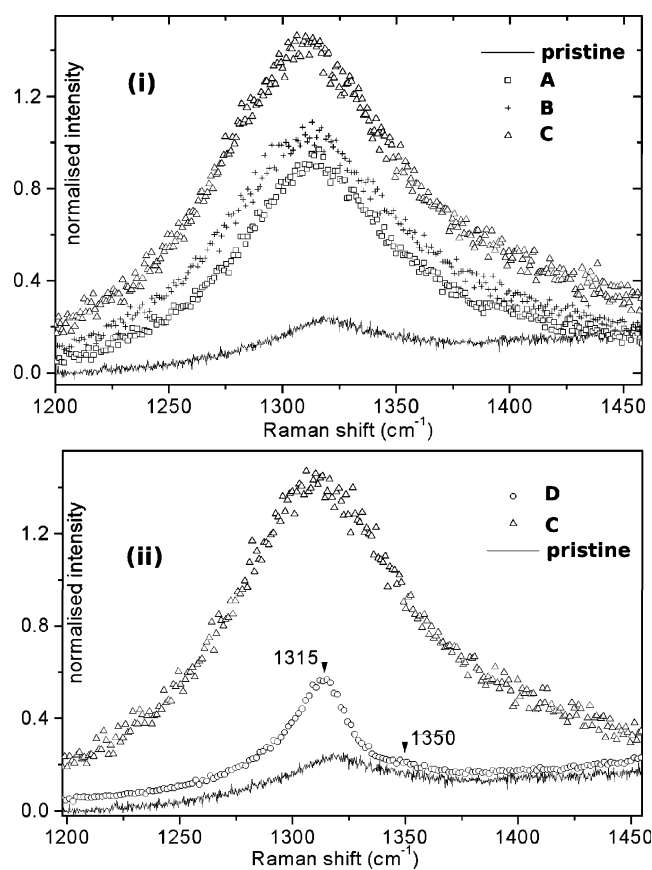 (i)
normalised intensity
pristine
A
B
C
1.2
0.8
0.4
0.0
1200 1250 1300 1350 1400 1450
Raman shift (cm-1)
(ii)
normalised intensity
D
C
pristine
1.2
0.8
0.4
0.0
1315
1350
1200 1250 1300 1350 1400 1450
Raman shift (cm-1)